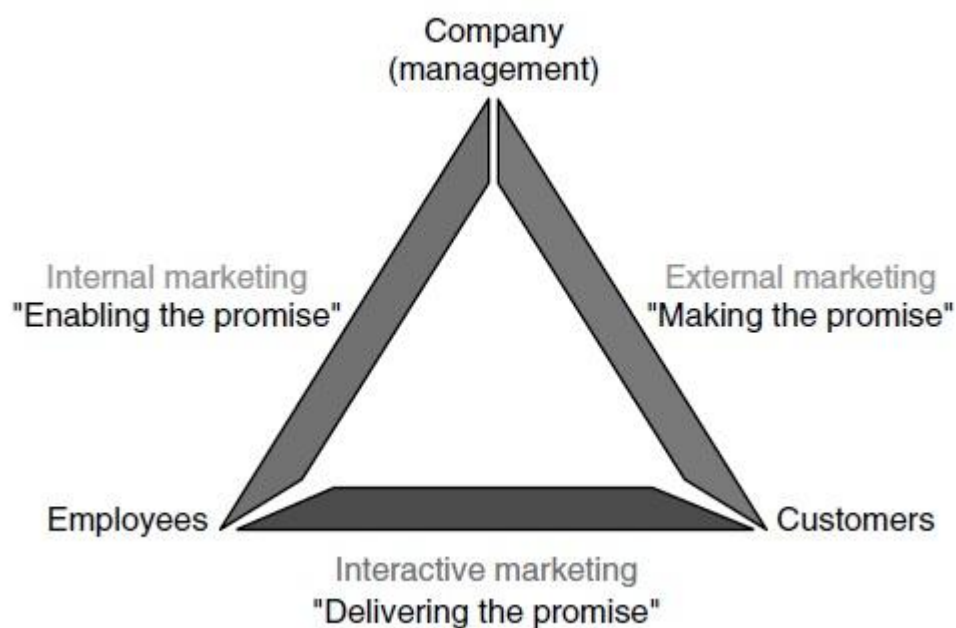 Company
(management)
Internal marketing
"Enabling the promise"
External marketing
"Making the promise"
Employees
Customers
Interactive marketing
"Delivering the promise"